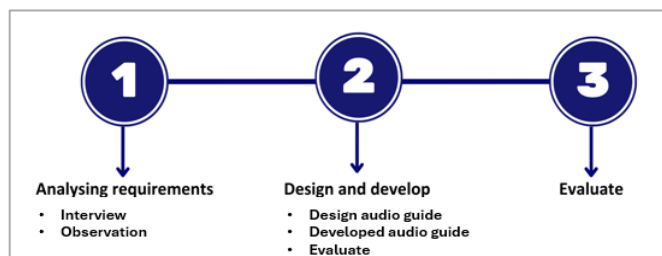 1
2
3
Analysing requirements
• Interview
• Observation
Design and develop
• Design audio guide
• Developed audio guide
• Evaluate
Evaluate